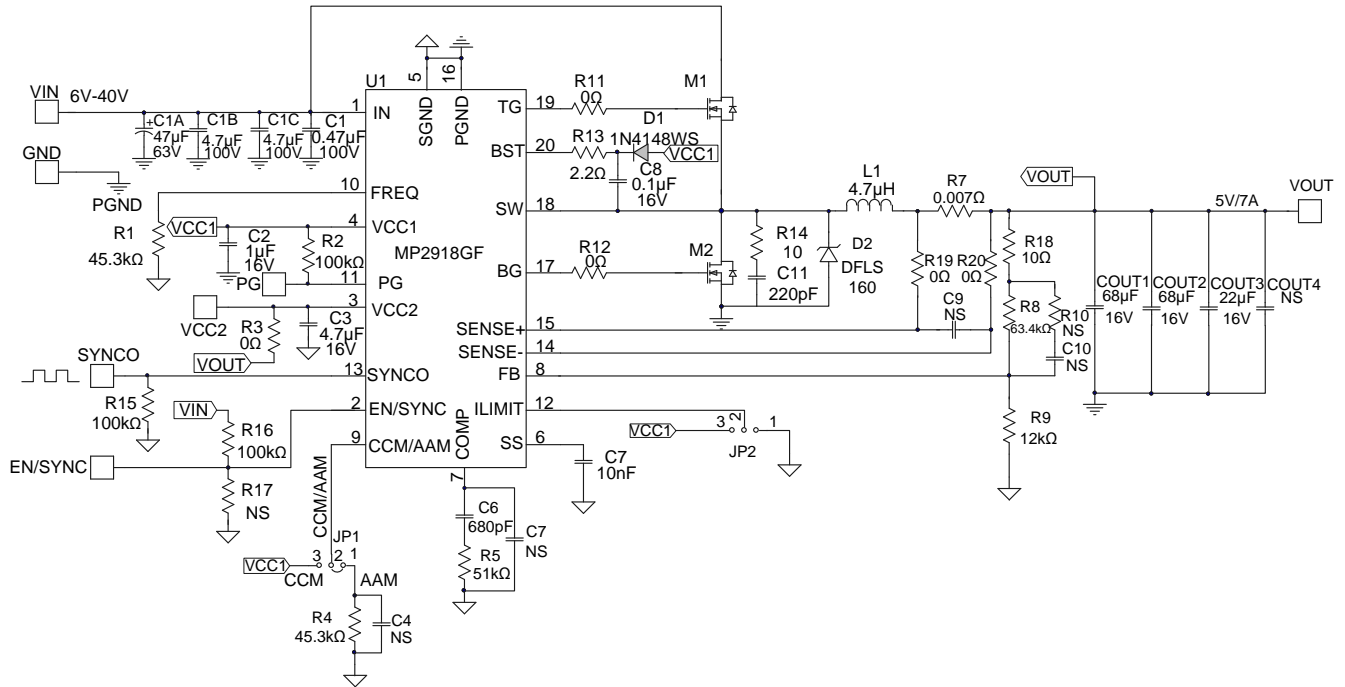 U1
5
SGND
16
PGND
VIN
6V-40V
+
C1A
47µF
63V
C1B
4.7µF
100V
C1C
4.7µF
100V
C1
0.47µF
100V
1
IN
GND
PGND
10
FREQ
R1
45.3kΩ
VCC1
4
VCC1
C2
1µF
16V
R2
100kΩ
MP2918GF
PG
11
PG
VCC2
3
VCC2
R3
0Ω
C3
4.7µF
16V
VOUT
SYNCO
13
SYNCO
R15
100kΩ
VIN
2
EN/SYNC
R16
100kΩ
9
CCM/AAM
EN/SYNC
R17
NS
CCM/AAM
JP1
VCC1
3
2
1
CCM
AAM
R4
45.3kΩ
C4
NS
COMP
7
C6
680pF
R5
51kΩ
C7
NS
TG
19
R11
0Ω
M1
BST
20
R13
2.2Ω
D1
1N4148WS
VCC1
C8
0.1µF
16V
SW
18
L1
4.7µH
R7
0.007Ω
VOUT
5V/7A
VOUT
BG
17
R12
0Ω
M2
R14
10
C11
220pF
D2
DFLS
160
R19
0Ω
R20
0Ω
C9
NS
R18
10Ω
R8
63.4kΩ
R10
NS
C10
NS
COUT1
68µF
16V
COUT2
68µF
16V
COUT3
22µF
16V
COUT4
NS
SENSE+
15
SENSE-
14
FB
8
R9
12kΩ
ILIMIT
12
VCC1
3
2
1
JP2
SS
6
C7
10nF